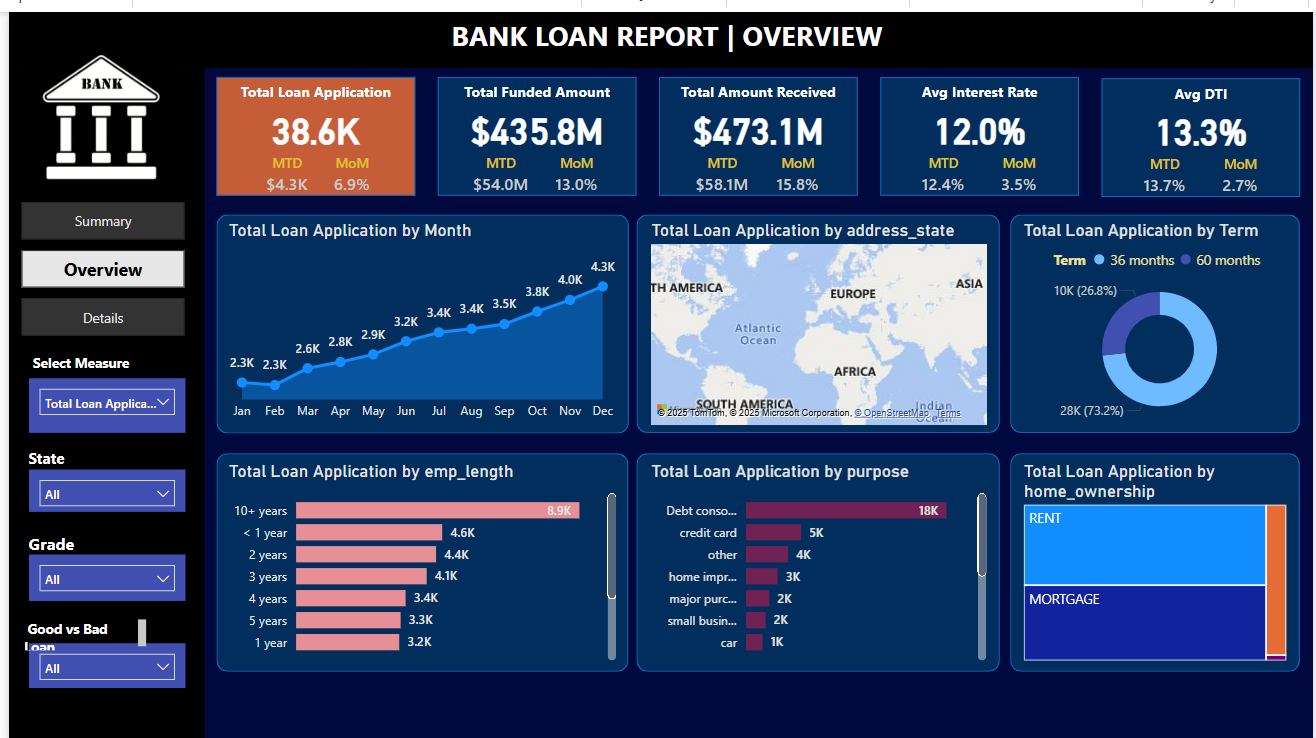 BANK LOAN REPORT | OVERVIEW
BANK
Summary
Overview
Details
Select Measure
Total Loan Applica...
State
All
Grade
All
Good vs Bad
Loan
All
Total Loan Application
38.6K
MTD MoM
$4.3K 6.9%
Total Funded Amount
$435.8M
MTD MoM
$54.0M 13.0%
Total Amount Received
$473.1M
MTD MoM
$58.1M 15.8%
Avg Interest Rate
12.0%
MTD MoM
12.4% 3.5%
Avg DTI
13.3%
MTD MoM
13.7% 2.7%
Total Loan Application by Month
2.3K 2.3K 2.6K 2.8K 2.9K 3.2K 3.4K 3.4K 3.5K 3.8K 4.0K 4.3K
Jan Feb Mar Apr May Jun Jul Aug Sep Oct Nov Dec
Total Loan Application by address_state
TH AMERICA
EUROPE
ASIA
Atlantic
Ocean
AFRICA
SOUTH AMERICA
Indian
Ocean
© 2025 TomTom, © 2025 Microsoft Corporation, © OpenStreetMap Terms
Total Loan Application by Term
Term 36 months 60 months
10K (26.8%)
28K (73.2%)
Total Loan Application by emp_length
10+ years 8.9K
< 1 year 4.6K
2 years 4.4K
3 years 4.1K
4 years 3.4K
5 years 3.3K
1 year 3.2K
Total Loan Application by purpose
Debt conso... 18K
credit card 5K
other 4K
home impr... 3K
major purc... 2K
small busin... 2K
car 1K
Total Loan Application by
home_ownership
RENT
MORTGAGE